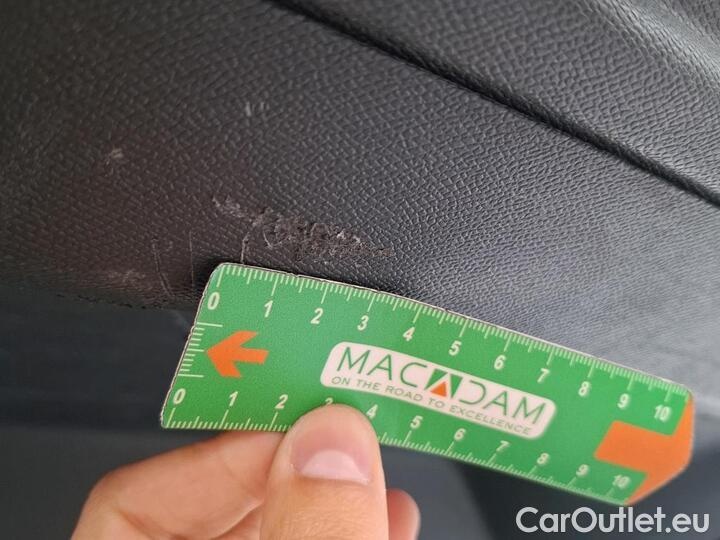 0 1 2 3 4 5 6 7 8 9 10
MACADAM
ON THE ROAD TO EXCELLENCE
0 1 2 3 4 5 6 7 8 9 10
CarOutlet.eu